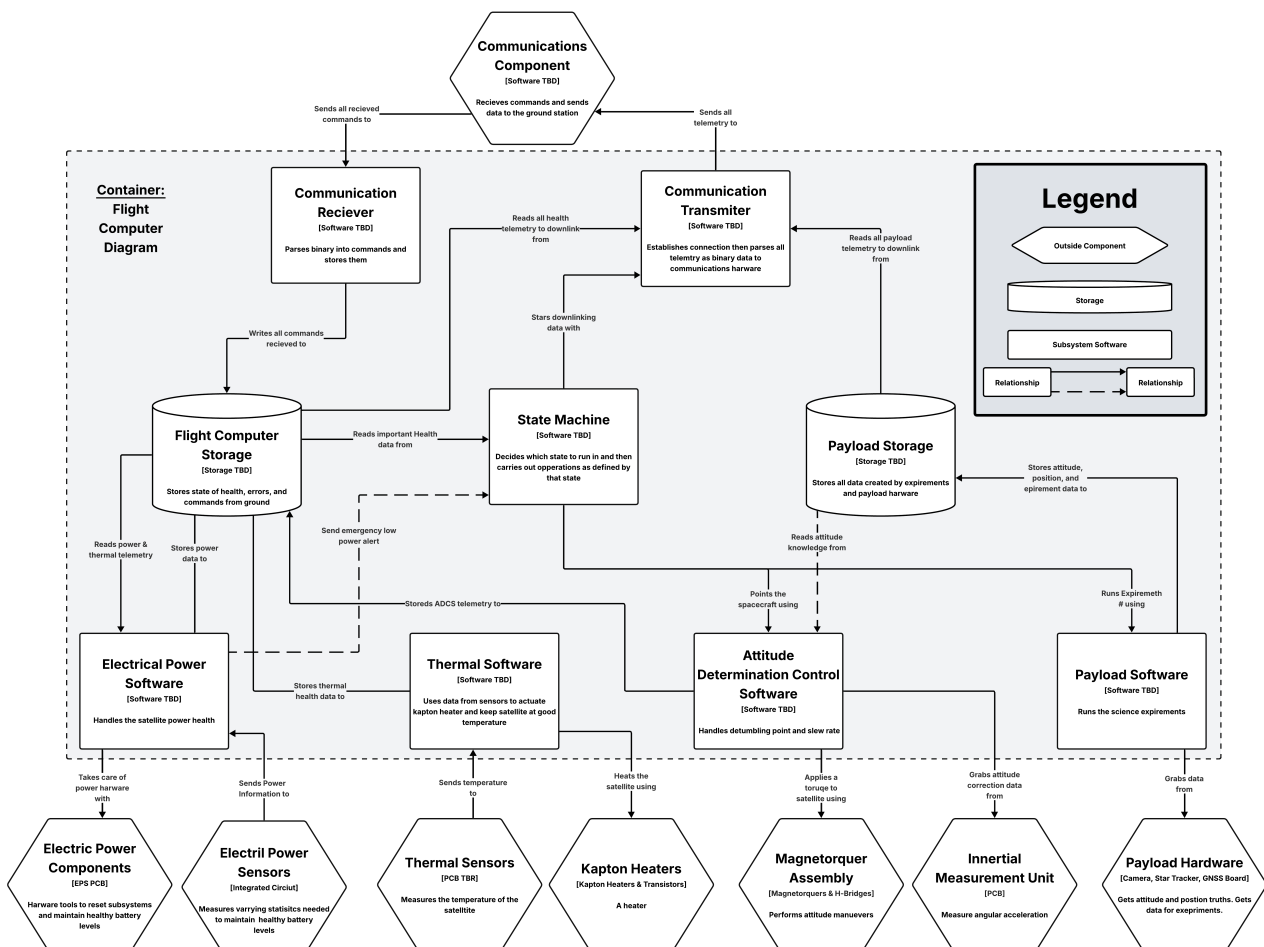 Communications
Component
[Software TBD]
Recieves commands and sends
data to the ground station
Sends all recieved
commands to
Sends all
telemetry to
Container:
Flight
Computer
Diagram
Communication
Reciever
[Software TBD]
Parses binary into commands and
stores them
Communication
Transmiter
[Software TBD]
Establishes connection then parses all
telemtry as binary data to
communications harware
Legend
Outside Component
Storage
Subsystem Software
Relationship
Relationship
Reads all health
telemetry to downlink
from
Reads all payload
telemetry to downlink
from
Writes all commands
recieved to
Stars downlinking
data with
Flight Computer
Storage
[Storage TBD]
Stores state of health, errors, and
commands from ground
Reads important Health
data from
State Machine
[Software TBD]
Decides which state to run in and then
carries out opperations as defined by
that state
Payload Storage
[Storage TBD]
Stores all data created by expirements
and payload harware
Stores attitude,
position, and
epirement data to
Reads power &
thermal telemetry
Stores power
data to
Send emergency low
power alert
Reads attitude
knowledge from
Points the
spacecraft using
Runs Expiremeth
# using
Storeds ADCS telemetry to
Electrical Power
Software
[Software TBD]
Handles the satellite power health
Stores thermal
health data to
Thermal Software
[Software TBD]
Uses data from sensors to actuate
kapton heater and keep satellite at good
temperature
Attitude
Determination Control
Software
[Software TBD]
Handles detumbling point and slew rate
Payload Software
[Software TBD]
Runs the science expirements
Takes care of
power harware
with
Sends Power
Information to
Sends temperature
to
Heats the
satellite using
Applies a
toruqe to
satellite using
Grabs attitude
correction data
from
Grabs data
from
Electric Power
Components
[EPS PCB]
Harware tools to reset subsystems
and maintain healthy battery
levels
Electril Power
Sensors
[Integrated Circiut]
Measures varrying statisitcs needed
to maintain healthy battery
levels
Thermal Sensors
[PCB TBR]
Measures the temperature of the
satelltite
Kapton Heaters
[Kapton Heaters & Transistors]
A heater
Magnetorquer
Assembly
[Magnetorquers & H-Bridges]
Performs attitude manuevers
Innertial
Measurement Unit
[PCB]
Measure angular acceleration
Payload Hardware
[Camera, Star Tracker, GNSS Board]
Gets attitude and postion truths. Gets
data for exepriments.